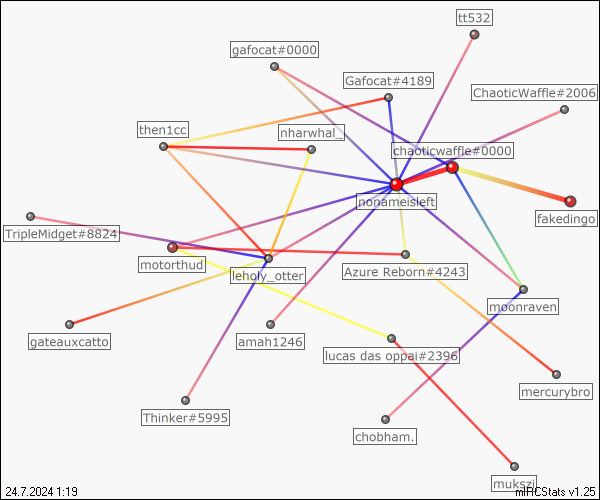 tt532
gafocat#0000
Gafocat#4189
ChaoticWaffle#2006
then1cc
nharwhal_
chaoticwaffle#0000
nonameisleft
fakedingo
TripleMidget#8824
motorthud
leholy_otter
Azure Reborn#4243
moonraven
gateauxcatto
amah1246
lucas das oppai#2396
mercurybro
Thinker#5995
chobham.
mukszi
24.7.2024 1:19
mIRCStats v1.25